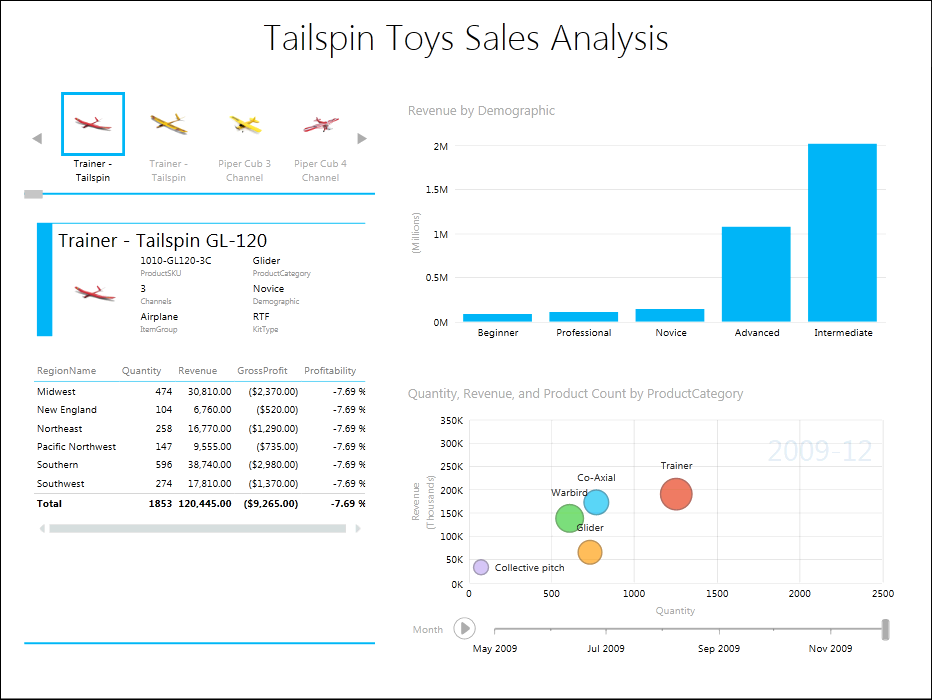 Tailspin Toys Sales Analysis
Trainer - Tailspin
Trainer - Tailspin
Piper Cub 3 Channel
Piper Cub 4 Channel
Trainer - Tailspin GL-120
1010-GL120-3C Glider
ProductSKU ProductCategory
3 Novice
Channels Demographic
Airplane RTF
ItemGroup KitType
RegionName Quantity Revenue GrossProfit Profitability
Midwest 474 30,810.00 ($2,370.00) -7.69 %
New England 104 6,760.00 ($520.00) -7.69 %
Northeast 258 16,770.00 ($1,290.00) -7.69 %
Pacific Northwest 147 9,555.00 ($735.00) -7.69 %
Southern 596 38,740.00 ($2,980.00) -7.69 %
Southwest 274 17,810.00 ($1,370.00) -7.69 %
Total 1853 120,445.00 ($9,265.00) -7.69 %
Revenue by Demographic
(Millions)
2M
1.5M
1M
0.5M
0M
Beginner Professional Novice Advanced Intermediate
Quantity, Revenue, and Product Count by ProductCategory
Revenue
(Thousands)
350K
300K
250K
200K
150K
100K
50K
0K
2009-12
Trainer
Co-Axial
Warbird
Glider
Collective pitch
0 500 1000 1500 2000 2500
Quantity
Month
May 2009 Jul 2009 Sep 2009 Nov 2009